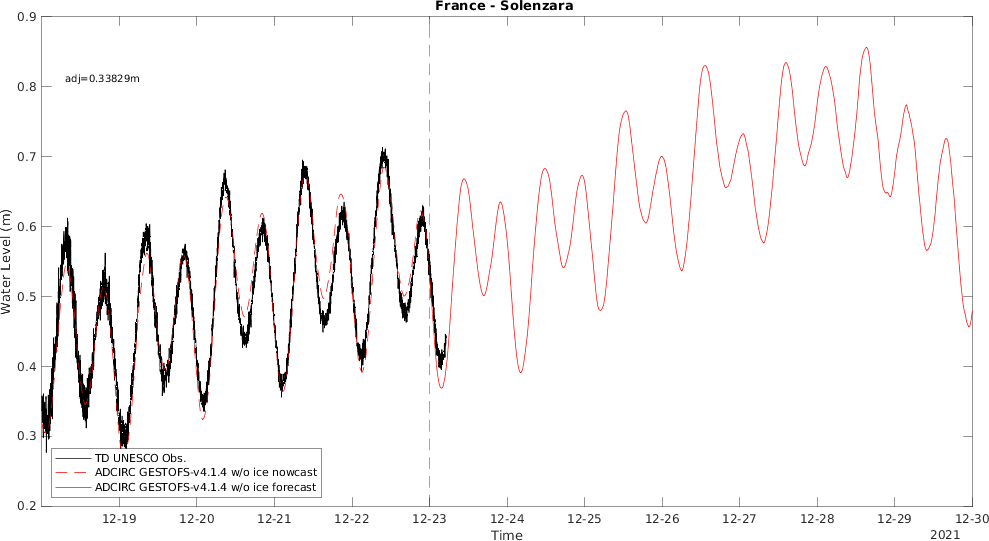 France - Solenzara
0.9
0.8
0.7
0.6
0.5
0.4
0.3
0.2
Water Level (m)
adj=0.33829m
TD UNESCO Obs.
ADCIRC GESTOFS-v4.1.4 w/o ice nowcast
ADCIRC GESTOFS-v4.1.4 w/o ice forecast
12-19 12-20 12-21 12-22 12-23 12-24 12-25 12-26 12-27 12-28 12-29 12-30
Time
2021